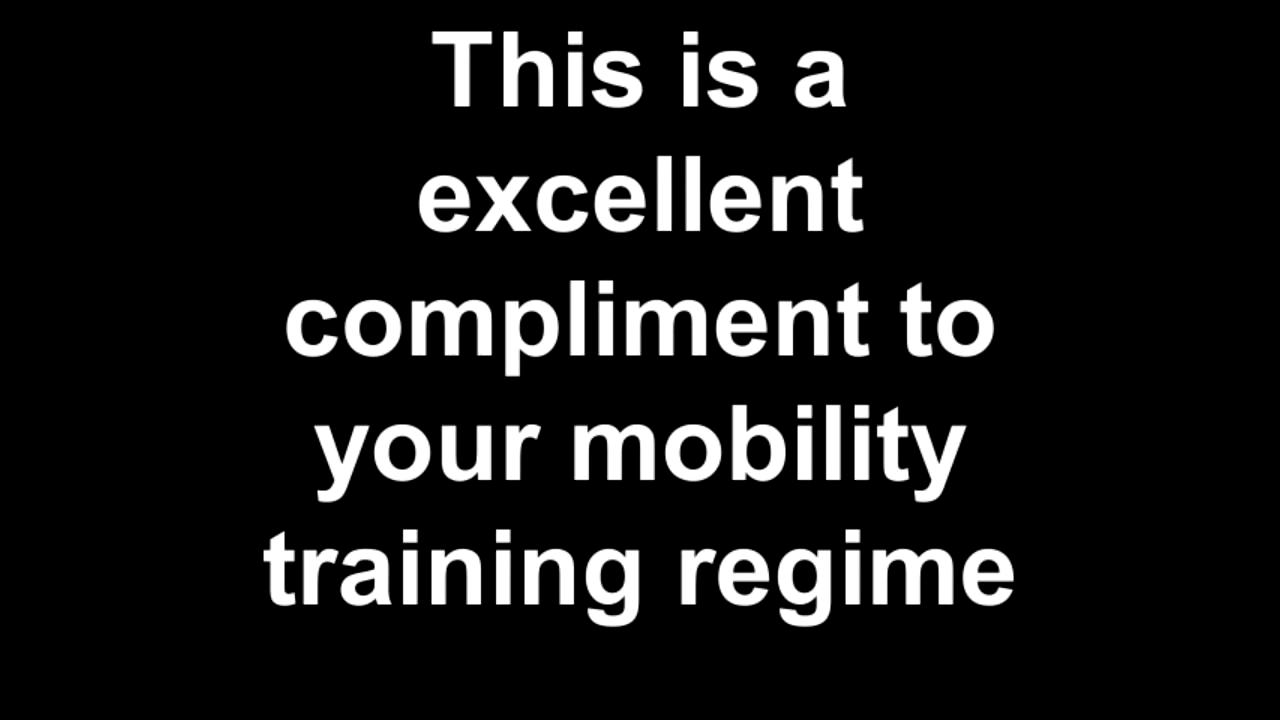 This is a
excellent
compliment to
your mobility
training regime